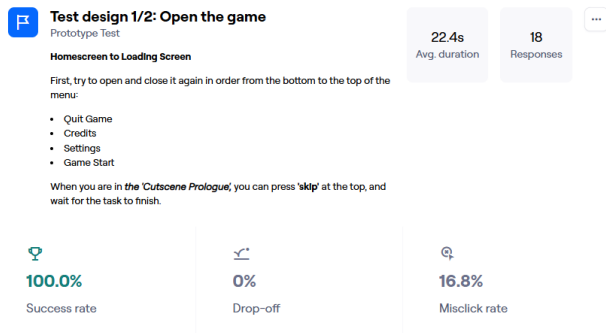 Test design 1/2: Open the game
Prototype Test
Homescreen to Loading Screen
First, try to open and close it again in order from the bottom to the top of the
menu:
• Quit Game
• Credits
• Settings
• Game Start
When you are in the 'Cutscene Prologue', you can press 'skip' at the top, and
wait for the task to finish.
22.4s
Avg. duration
18
Responses
100.0%
Success rate
0%
Drop-off
16.8%
Misclick rate